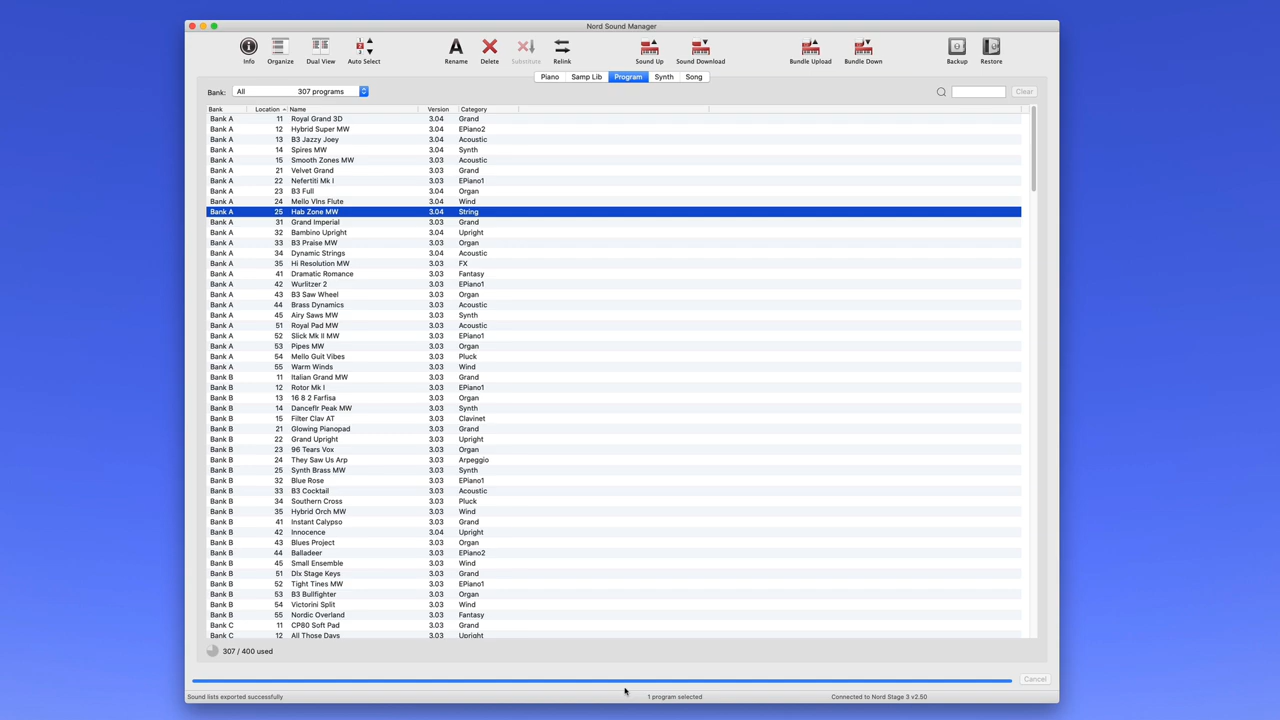 Nord Sound Manager
Info Organize Dual View Auto Select Rename Delete Substitute Relink Sound Up Sound Download Bundle Upload Bundle Down Backup Restore
Piano Samp Lib Program Synth Song
Bank: All 307 programs Clear
Bank Location Name Version Category
Bank A 11 Royal Grand 3D 3.04 Grand
Bank A 12 Hybrid Super MW 3.04 EPiano2
Bank A 13 B3 Jazzy Joey 3.04 Acoustic
Bank A 14 Spires MW 3.04 Synth
Bank A 15 Smooth Zones MW 3.03 Acoustic
Bank A 21 Velvet Grand 3.03 Grand
Bank A 22 Nefertiti Mk I 3.03 EPiano2
Bank A 23 B3 Full 3.04 Organ
Bank A 24 Mello Vlns Flute 3.04 Wind
Bank A 25 Hab Zone MW 3.04 String
Bank A 31 Grand Imperial 3.03 Grand
Bank A 32 Bambino Upright 3.04 Upright
Bank A 33 B3 Praise MW 3.03 Organ
Bank A 34 Dynamic Strings 3.04 Acoustic
Bank A 35 Hi Resolution MW 3.03 FX
Bank A 41 Dramatic Romance 3.03 Fantasy
Bank A 42 Wurlitzer 2 3.03 EPiano1
Bank A 43 B3 Saw Wheel 3.03 Organ
Bank A 44 Brass Dynamics 3.03 Acoustic
Bank A 45 Airy Saws MW 3.03 Synth
Bank A 51 Royal Pad MW 3.03 Acoustic
Bank A 52 Slick Mk II MW 3.03 EPiano1
Bank A 53 Pipes MW 3.03 Organ
Bank A 54 Mello Guit Vibes 3.03 Pluck
Bank A 55 Warm Winds 3.03 Wind
Bank B 11 Italian Grand MW 3.03 Grand
Bank B 12 Rotor Mk I 3.03 EPiano1
Bank B 13 16 8 2 Farfisa 3.03 Organ
Bank B 14 Danceflr Peak MW 3.03 Synth
Bank B 15 Filter Clav AT 3.03 Clavinet
Bank B 21 Glowing Pianopad 3.03 Grand
Bank B 22 Grand Upright 3.03 Upright
Bank B 23 96 Tears Vox 3.03 Organ
Bank B 24 They Saw Us Arp 3.03 Arpeggio
Bank B 25 Synth Brass MW 3.03 Synth
Bank B 32 Blue Rose 3.03 EPiano1
Bank B 33 B3 Cocktail 3.03 Acoustic
Bank B 34 Southern Cross 3.03 Pluck
Bank B 35 Hybrid Orch MW 3.03 Wind
Bank B 41 Instant Calypso 3.03 Grand
Bank B 42 Innocence 3.03 Upright
Bank B 43 Blues Project 3.03 Organ
Bank B 44 Balladeer 3.03 EPiano2
Bank B 45 Small Ensemble 3.03 Wind
Bank B 51 Dlx Stage Keys 3.03 Grand
Bank B 52 Tight Tines MW 3.03 EPiano1
Bank B 53 B3 Bullfighter 3.03 Organ
Bank B 54 Victorini Split 3.03 Wind
Bank B 55 Nordic Overland 3.03 Fantasy
Bank C 11 CP80 Soft Pad 3.03 Grand
Bank C 12 All Those Days 3.03 Upright
307 / 400 used
Cancel
Sound lists exported successfully 1 program selected Connected to Nord Stage 3 v2.50